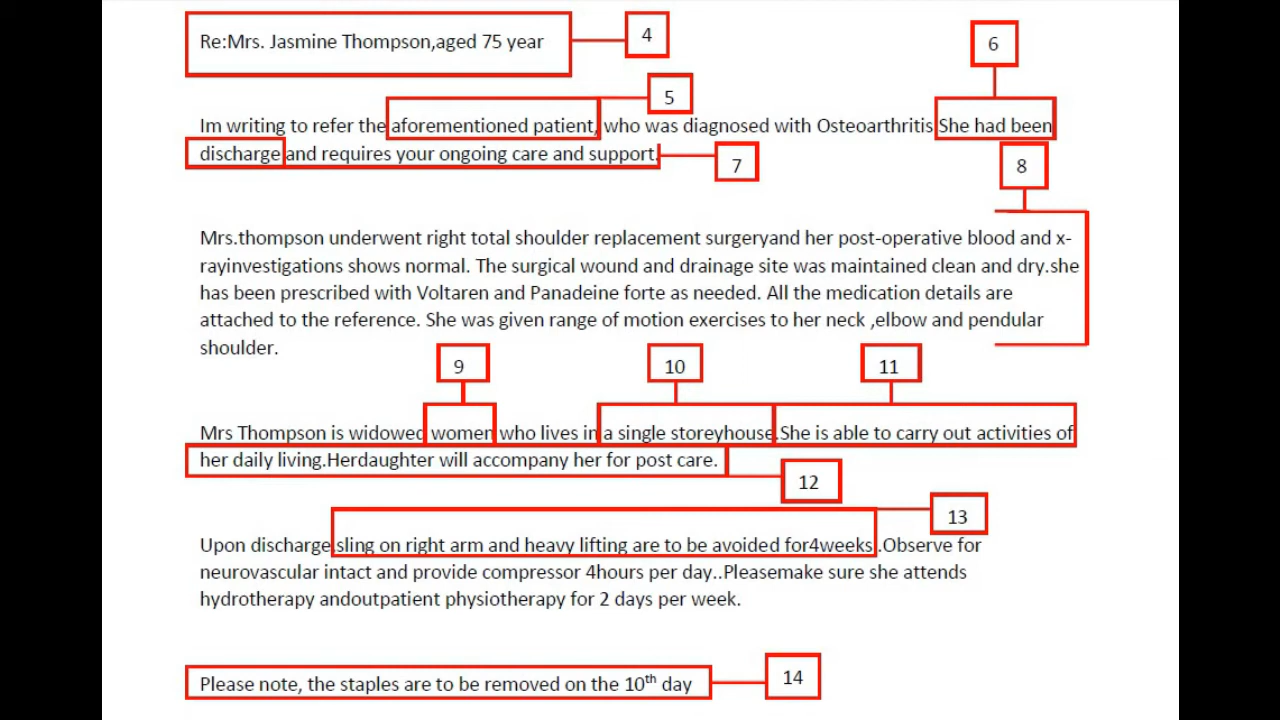 Re:Mrs. Jasmine Thompson,aged 75 year
4
6
5
Im writing to refer the aforementioned patient, who was diagnosed with Osteoarthritis.She had been
discharge and requires your ongoing care and support.
7
8
Mrs.thompson underwent right total shoulder replacement surgeryand her post-operative blood and x-
rayinvestigations shows normal. The surgical wound and drainage site was maintained clean and dry.she
has been prescribed with Voltaren and Panadeine forte as needed. All the medication details are
attached to the reference. She was given range of motion exercises to her neck ,elbow and pendular
shoulder.
9
10
11
Mrs Thompson is widowed women who lives in a single storeyhouse.She is able to carry out activities of
her daily living.Herdaughter will accompany her for post care.
12
13
Upon discharge,sling on right arm and heavy lifting are to be avoided for4weeks .Observe for
neurovascular intact and provide compressor 4hours per day..Pleasemake sure she attends
hydrotherapy andoutpatient physiotherapy for 2 days per week.
Please note, the staples are to be removed on the 10th day
14